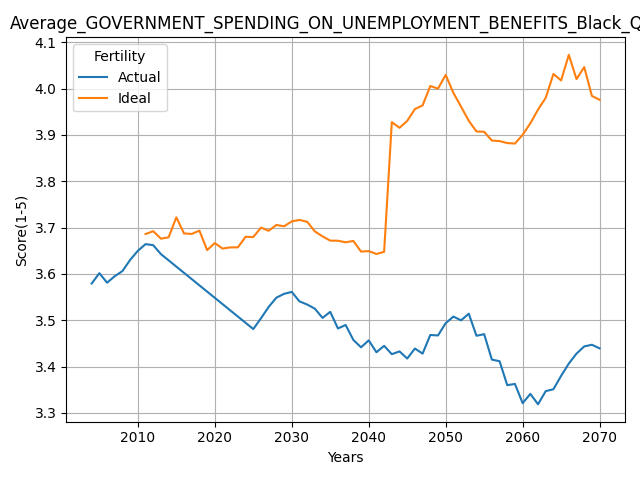 Average_GOVERNMENT_SPENDING_ON_UNEMPLOYMENT_BENEFITS_Black_Q
Fertility
Actual
Ideal
4.1
4.0
3.9
3.8
3.7
3.6
3.5
3.4
3.3
Score(1-5)
2010 2020 2030 2040 2050 2060 2070
Years